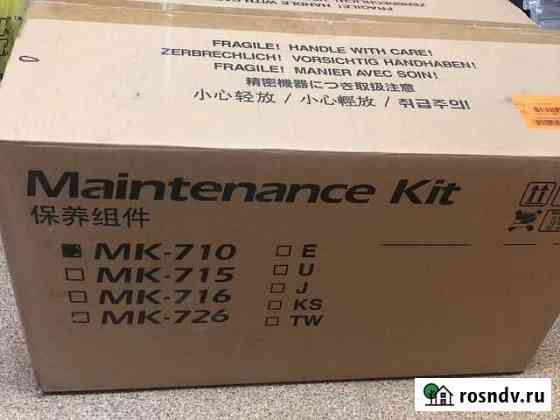 FRAGILE! HANDLE WITH CARE!
ZERBRECHLICH! VORSICHTIG HANDHABEN!
FRAGILE! MANIER AVEC SOIN!
精密機器につき取扱注意
小心轻放 / 小心輕放 / 취급주의!
Maintenance Kit
保养组件
MK-710
MK-715
MK-716
MK-726
E
U
J
KS
TW
rosndv.ru